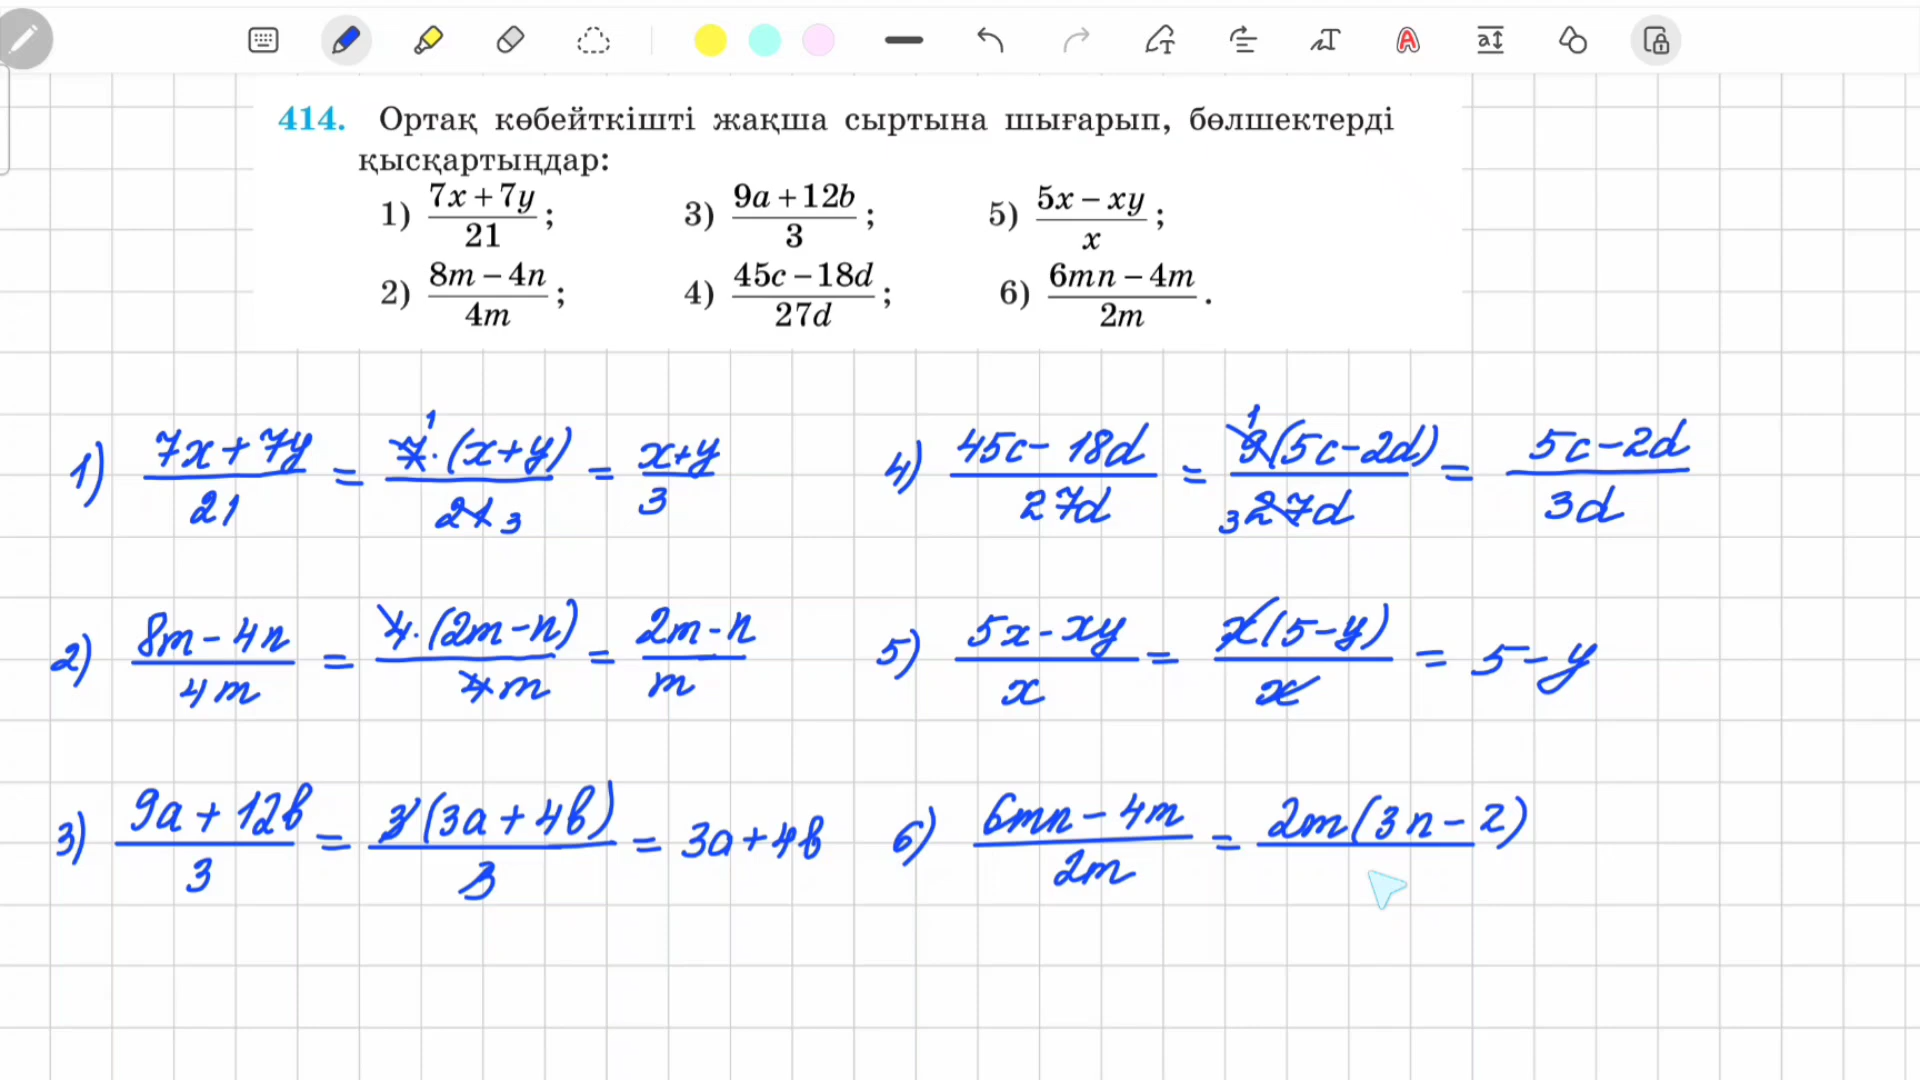 414. Ортақ көбейткішті жақша сыртына шығарып, бөлшектерді
қысқартыңдар:
1) (7x + 7y)/21; 3) (9a + 12b)/3; 5) (5x − xy)/x;
2) (8m − 4n)/4m; 4) (45c − 18d)/27d; 6) (6mn − 4m)/2m.
1) (7x + 7y)/21 = 7·(x+y)/21 = (x+y)/3
2) (8m − 4n)/4m = 4·(2m − n)/4m = (2m − n)/m
3) (9a + 12b)/3 = 3(3a + 4b)/3 = 3a + 4b
4) (45c − 18d)/27d = 9(5c − 2d)/27d = (5c − 2d)/3d
5) (5x − xy)/x = x(5 − y)/x = 5 − y
6) (6mn − 4m)/2m = 2m(3n − 2)